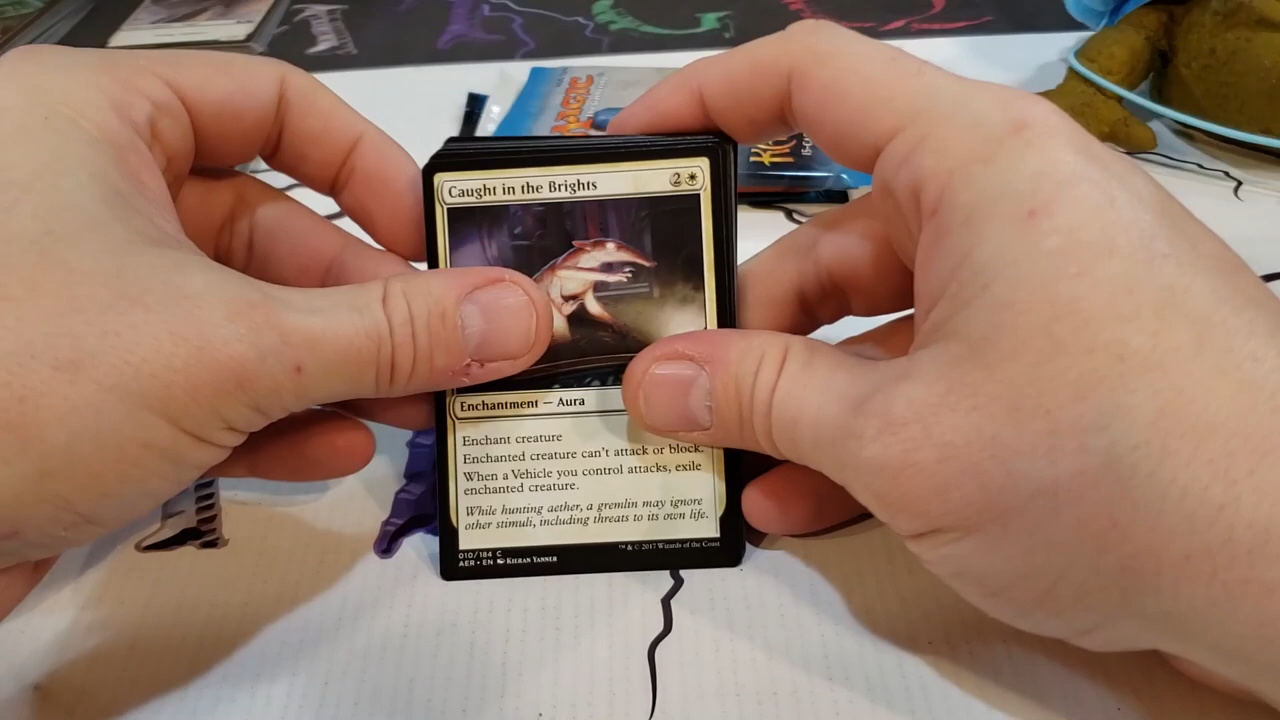 MAGIC
Caught in the Brights
2
Enchantment — Aura
Enchant creature
Enchanted creature can't attack or block.
When a Vehicle you control attacks, exile
enchanted creature.
While hunting aether, a gremlin may ignore
other stimuli, including threats to its own life.
010/184 C
AER • EN KIERAN YANNER
™ & © 2017 Wizards of the Coast